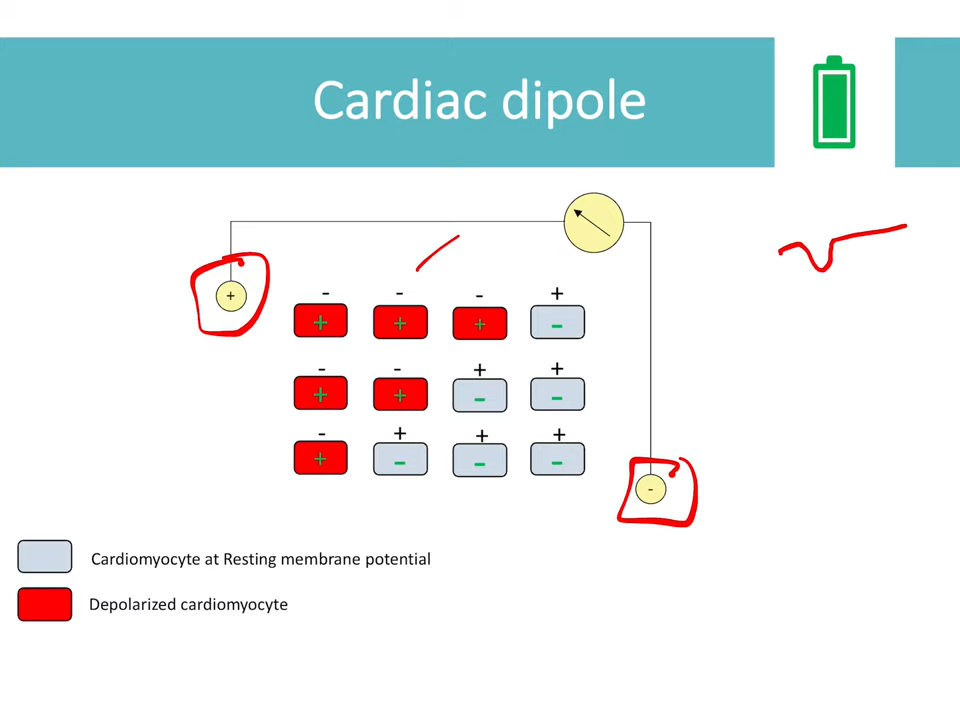 Cardiac dipole
- - - +
+
+ + + -
- - + +
+ + - -
- + + +
+ - - -
-
Cardiomyocyte at Resting membrane potential
Depolarized cardiomyocyte